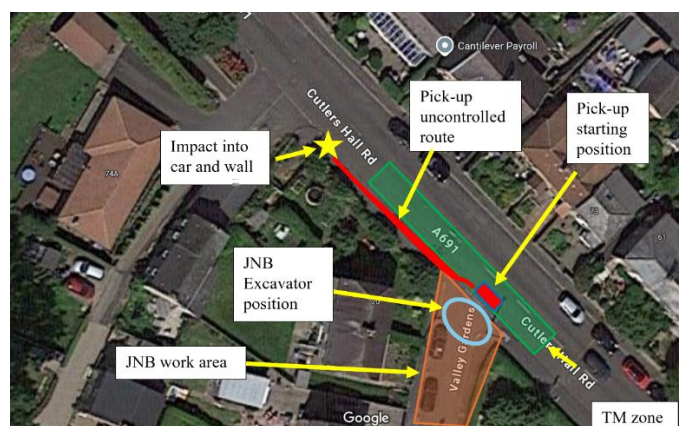 Cantilever Payroll
Cutlers Hall Rd
Pick-up
uncontrolled
route
Pick-up
starting
position
Impact into
car and wall
74A
73
61
A691
JNB
Excavator
position
Cutlers Hall Rd
Valley Gardens
JNB work area
Google
TM zone